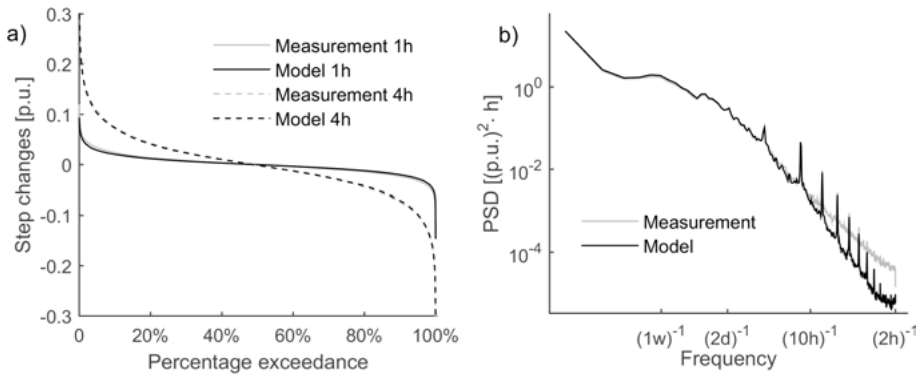 a)
Step changes [p.u.]
0.3
0.2
0.1
0
-0.1
-0.2
-0.3
Measurement 1h
Model 1h
Measurement 4h
Model 4h
0 20% 40% 60% 80% 100%
Percentage exceedance
b)
PSD [(p.u.)² · h]
10⁰
10⁻²
10⁻⁴
Measurement
Model
(1w)⁻¹ (2d)⁻¹ (10h)⁻¹ (2h)⁻¹
Frequency